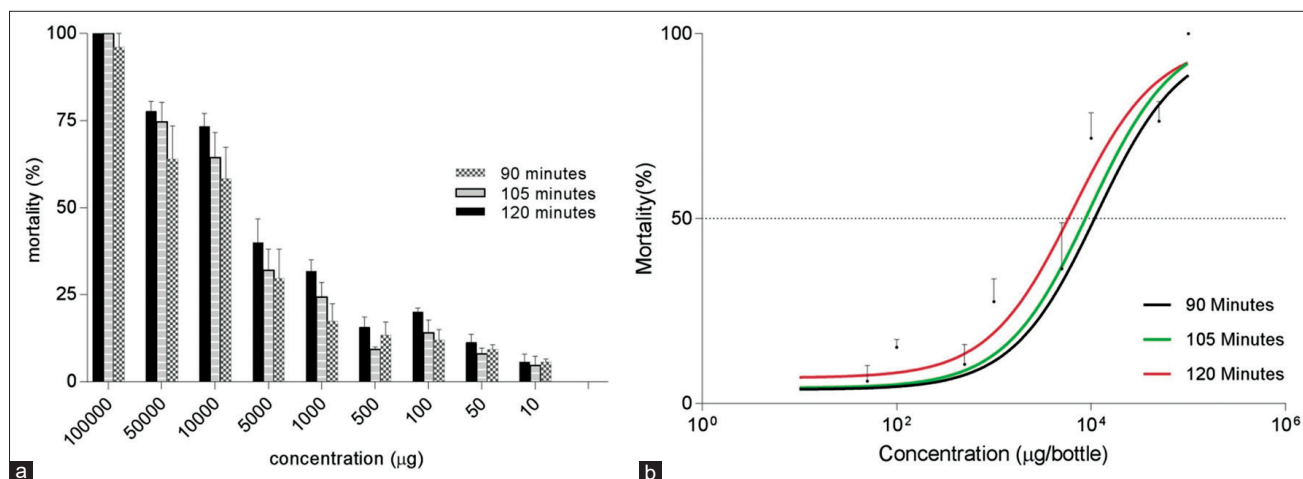 100
75
50
25
0
mortality (%)
90 minutes
105 minutes
120 minutes
100000
50000
10000
5000
1000
500
100
50
10
concentration (μg)
a
100
50
0
Mortality(%)
90 Minutes
105 Minutes
120 Minutes
10⁰
10²
10⁴
10⁶
Concentration (μg/bottle)
b